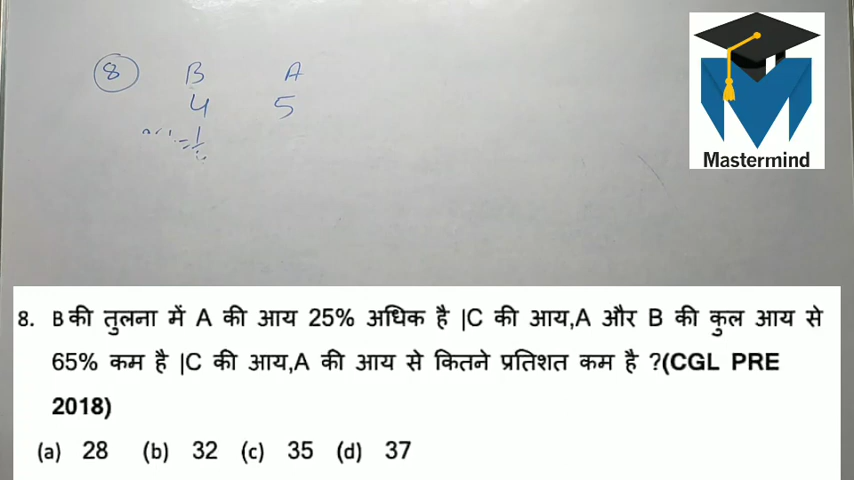 8 B A
4 5
Mastermind
8. B की तुलना में A की आय 25% अधिक है |C की आय,A और B की कुल आय से
65% कम है |C की आय,A की आय से कितने प्रतिशत कम है ?(CGL PRE
2018)
(a) 28 (b) 32 (c) 35 (d) 37